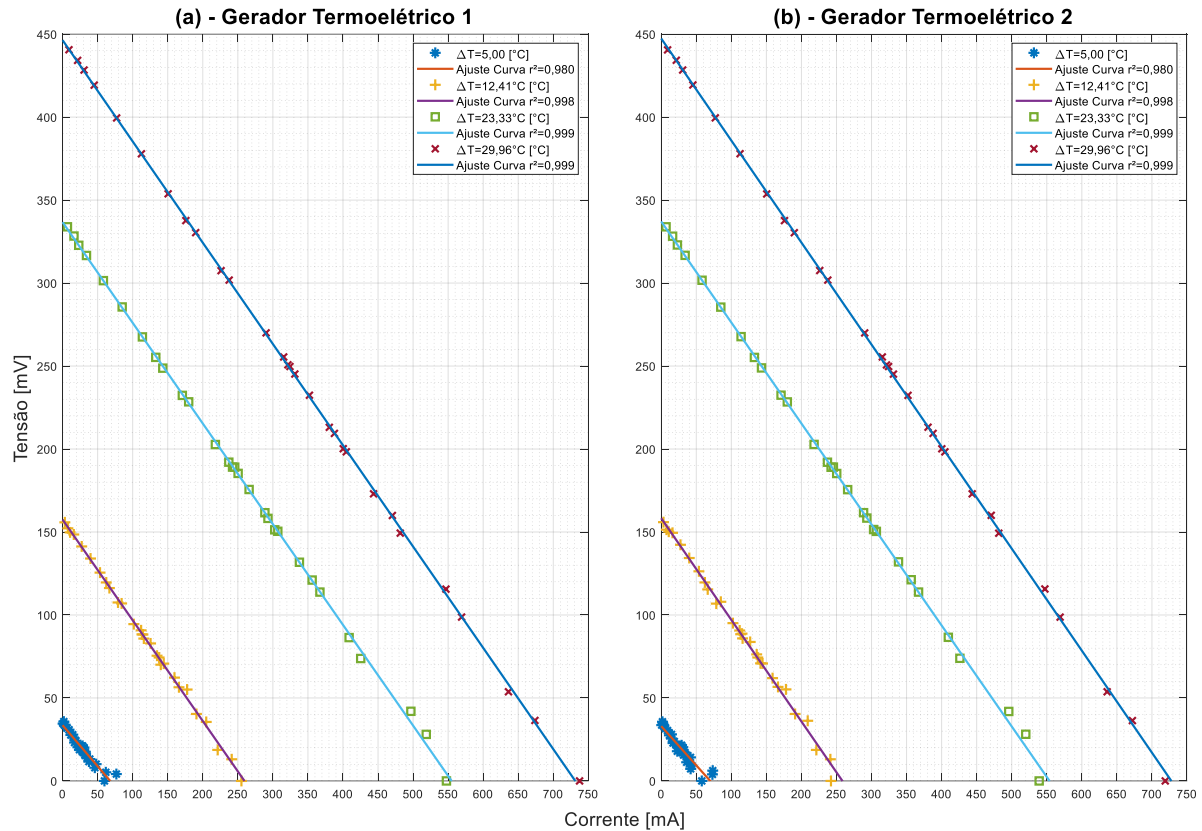 (a) - Gerador Termoelétrico 1
450
400
350
300
250
200
150
100
50
0
0 50 100 150 200 250 300 350 400 450 500 550 600 650 700 750
ΔT=5,00 [°C]
Ajuste Curva r²=0,980
ΔT=12,41°C [°C]
Ajuste Curva r²=0,998
ΔT=23,33°C [°C]
Ajuste Curva r²=0,999
ΔT=29,96°C [°C]
Ajuste Curva r²=0,999
(b) - Gerador Termoelétrico 2
450
400
350
300
250
200
150
100
50
0
0 50 100 150 200 250 300 350 400 450 500 550 600 650 700 750
ΔT=5,00 [°C]
Ajuste Curva r²=0,980
ΔT=12,41°C [°C]
Ajuste Curva r²=0,998
ΔT=23,33°C [°C]
Ajuste Curva r²=0,999
ΔT=29,96°C [°C]
Ajuste Curva r²=0,999
Tensão [mV]
Corrente [mA]